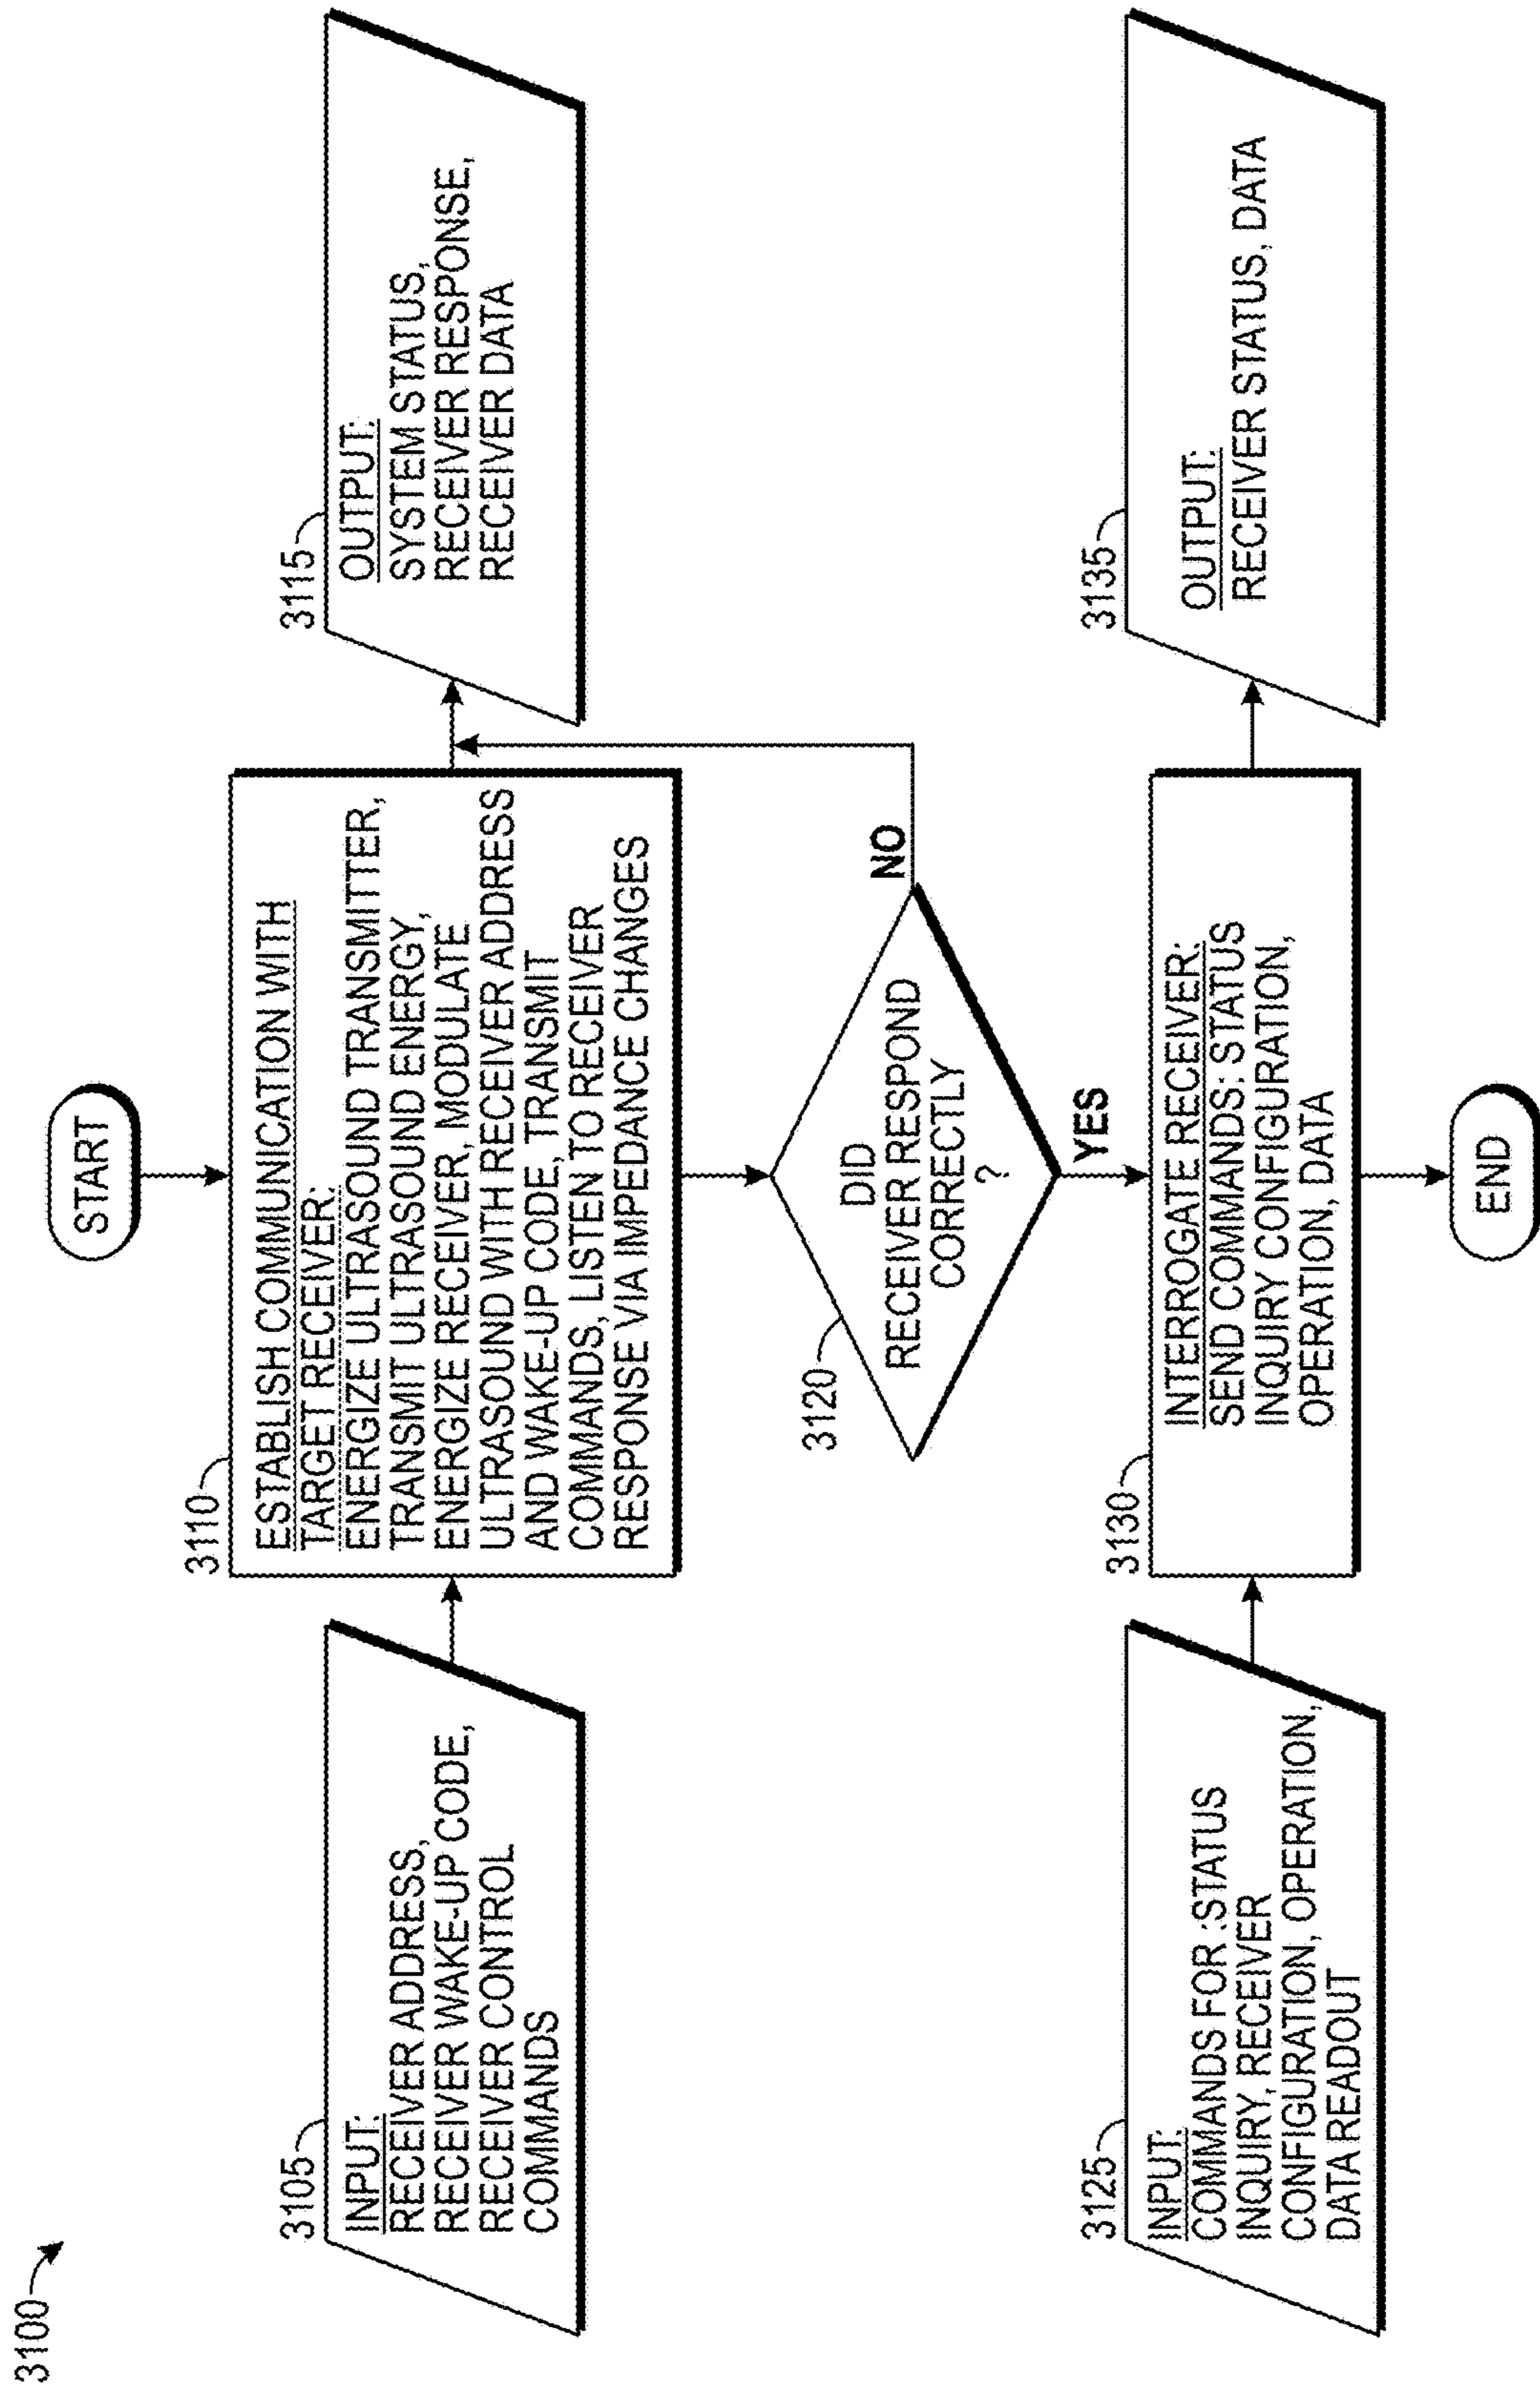 3100
START
3105
INPUT:
RECEIVER ADDRESS,
RECEIVER WAKE-UP CODE,
RECEIVER CONTROL
COMMANDS
3110
ESTABLISH COMMUNICATION WITH
TARGET RECEIVER:
ENERGIZE ULTRASOUND TRANSMITTER,
TRANSMIT ULTRASOUND ENERGY,
ENERGIZE RECEIVER, MODULATE
ULTRASOUND WITH RECEIVER ADDRESS
AND WAKE-UP CODE, TRANSMIT
COMMANDS, LISTEN TO RECEIVER
RESPONSE VIA IMPEDANCE CHANGES
3115
OUTPUT:
SYSTEM STATUS,
RECEIVER RESPONSE,
RECEIVER DATA
3120
DID
RECEIVER RESPOND
CORRECTLY
?
NO
YES
3125
INPUT:
COMMANDS FOR :STATUS
INQUIRY, RECEIVER
CONFIGURATION, OPERATION,
DATA READOUT
3130
INTERROGATE RECEIVER:
SEND COMMANDS: STATUS
INQUIRY CONFIGURATION,
OPERATION, DATA
3135
OUTPUT:
RECEIVER STATUS, DATA
END